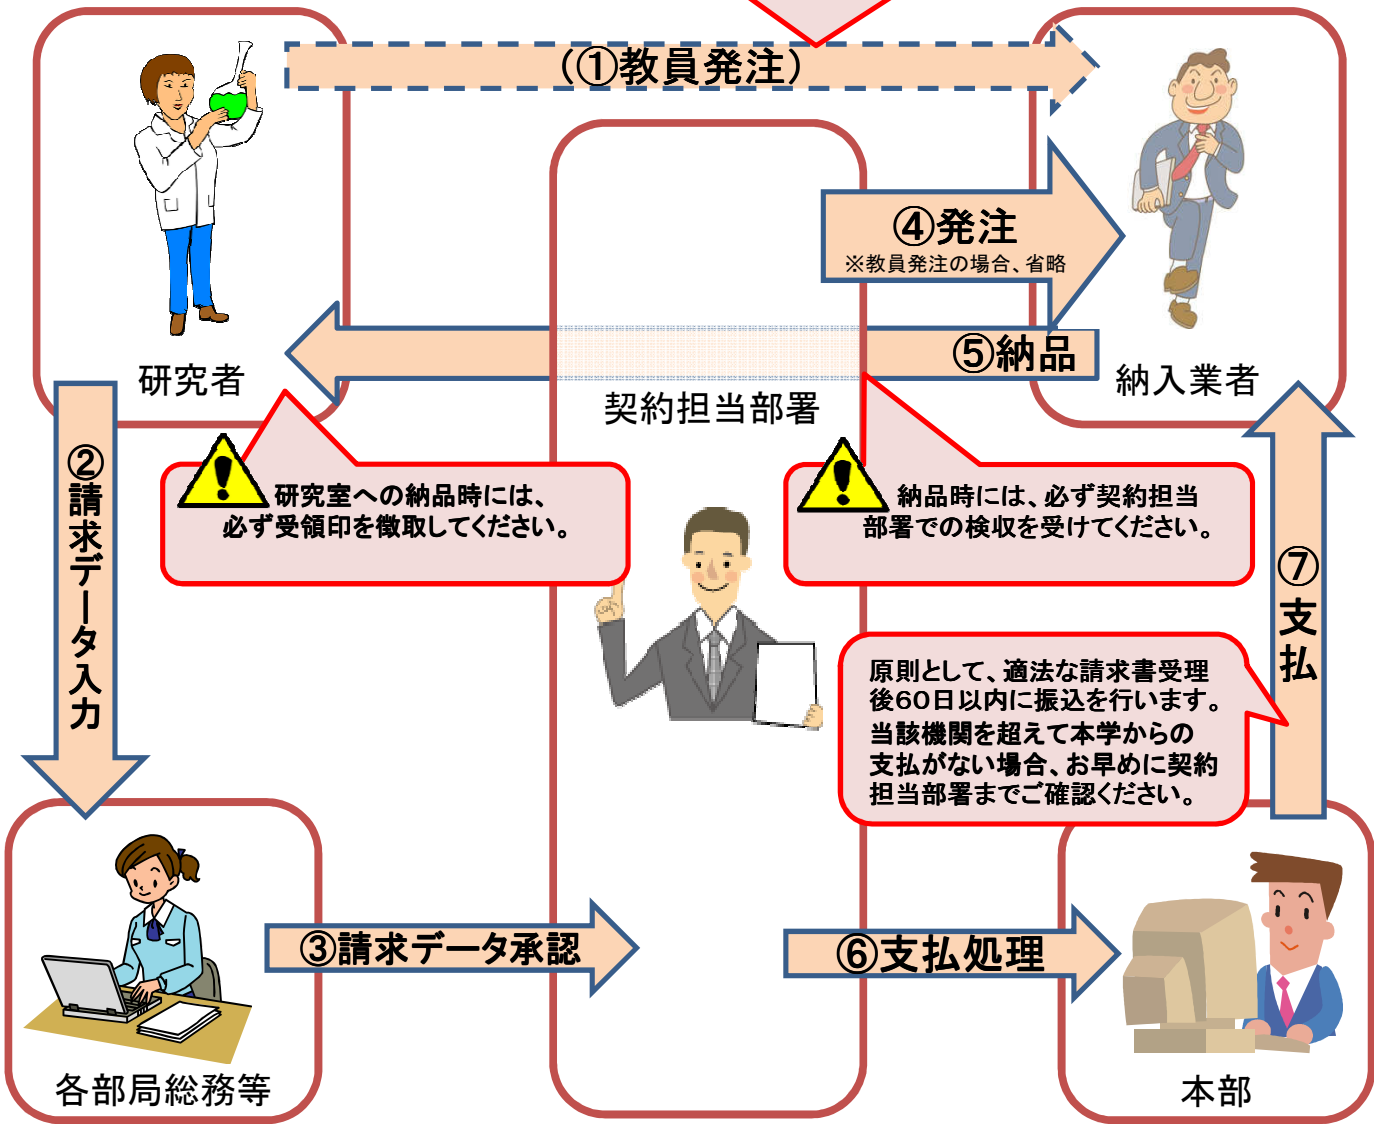 (①教員発注)
④発注
※教員発注の場合、省略
⑤納品
研究者
契約担当部署
納入業者
②請求データ入力
研究室への納品時には、
必ず受領印を徴取してください。
納品時には、必ず契約担当
部署での検収を受けてください。
⑦支払
原則として、適法な請求書受理
後60日以内に振込を行います。
当該機関を超えて本学からの
支払がない場合、お早めに契約
担当部署までご確認ください。
③請求データ承認
⑥支払処理
各部局総務等
本部